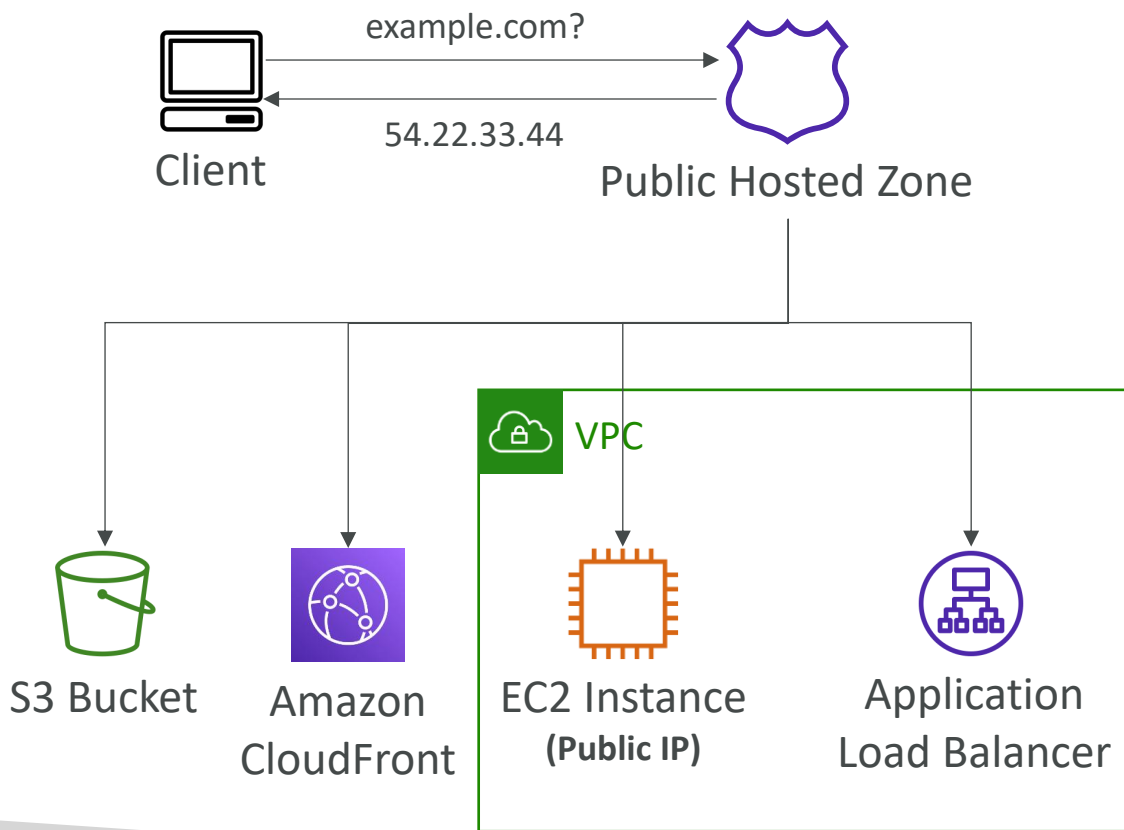 example.com?
54.22.33.44
Client
Public Hosted Zone
VPC
S3 Bucket
Amazon
CloudFront
EC2 Instance
(Public IP)
Application
Load Balancer